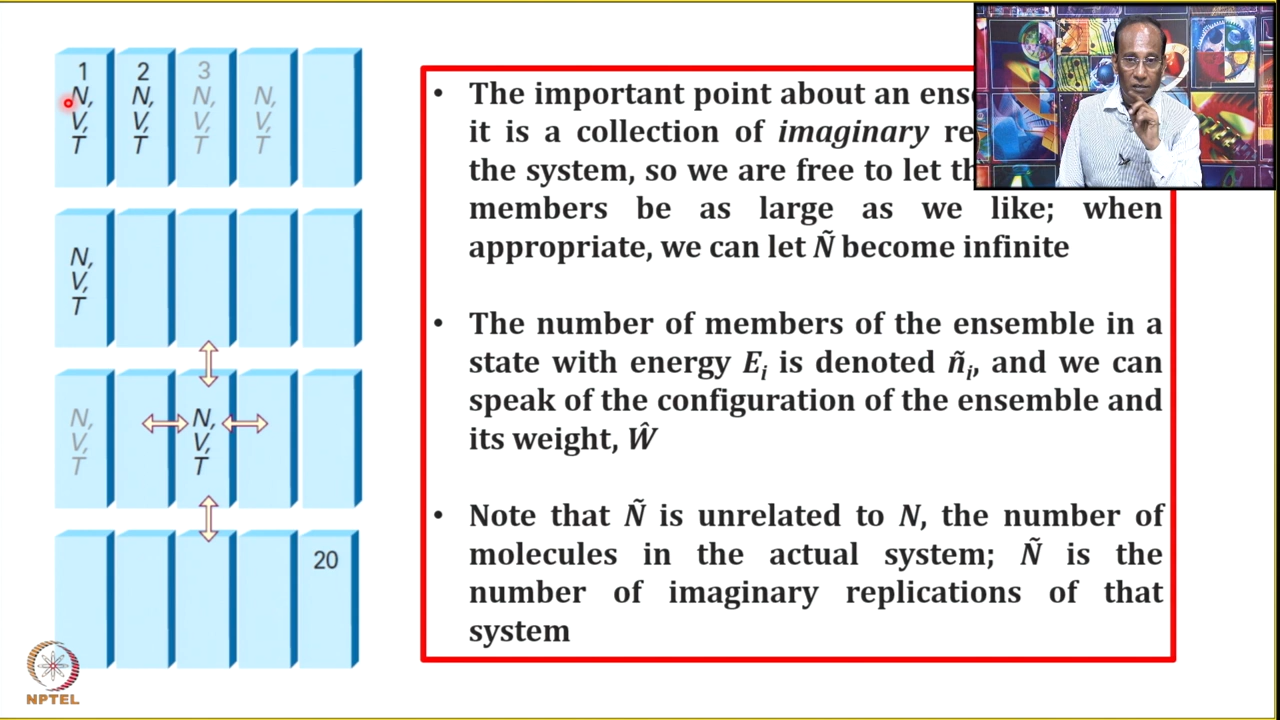 1 2 3
N, N, N, N,
V, V, V, V,
T T T T
N,
V,
T
N, N,
V, V,
T T
20
NPTEL
• The important point about an
it is a collection of imaginary
the system, so we are free to let
members be as large as we like; when
appropriate, we can let Ñ become infinite
• The number of members of the ensemble in a
state with energy Eᵢ is denoted ñᵢ, and we can
speak of the configuration of the ensemble and
its weight, Ŵ
• Note that Ñ is unrelated to N, the number of
molecules in the actual system; Ñ is the
number of imaginary replications of that
system